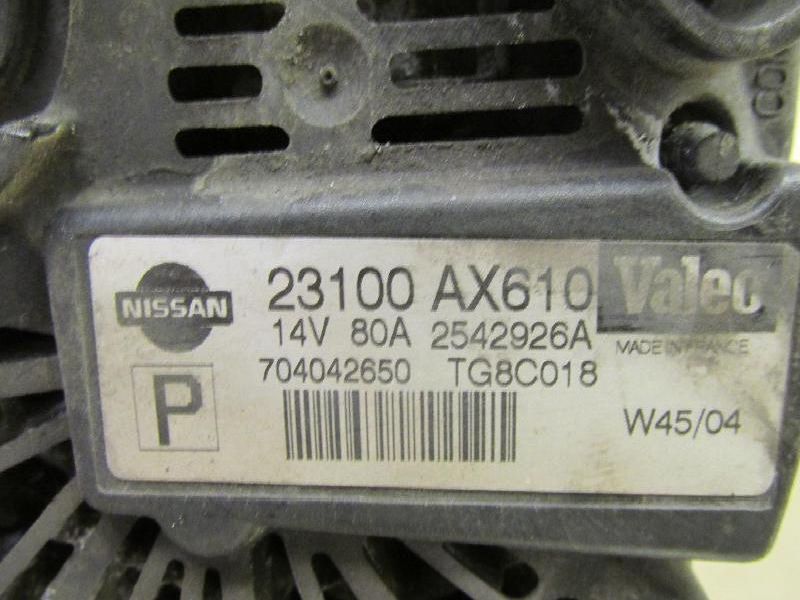 NISSAN
23100 AX610
Valeo
14V 80A 2542926A
MADE IN FRANCE
704042650 TG8C018
P
W45/04